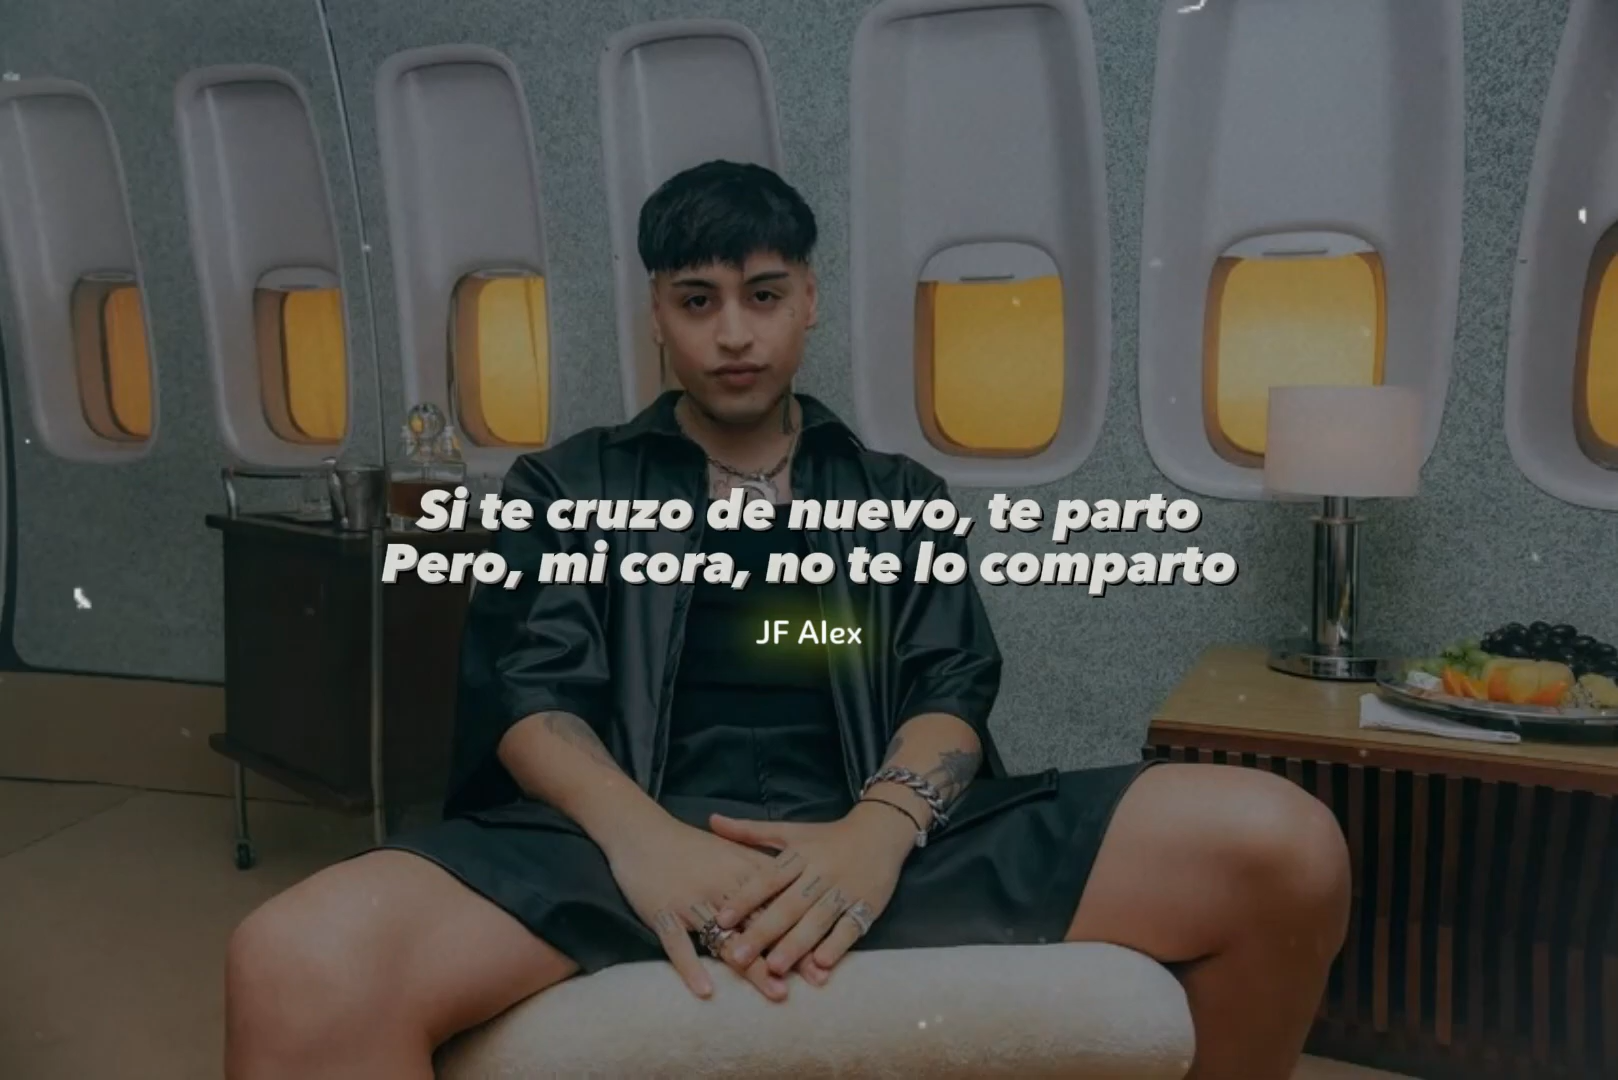 Si te cruzo de nuevo, te parto
Pero, mi cora, no te lo comparto
JF Alex